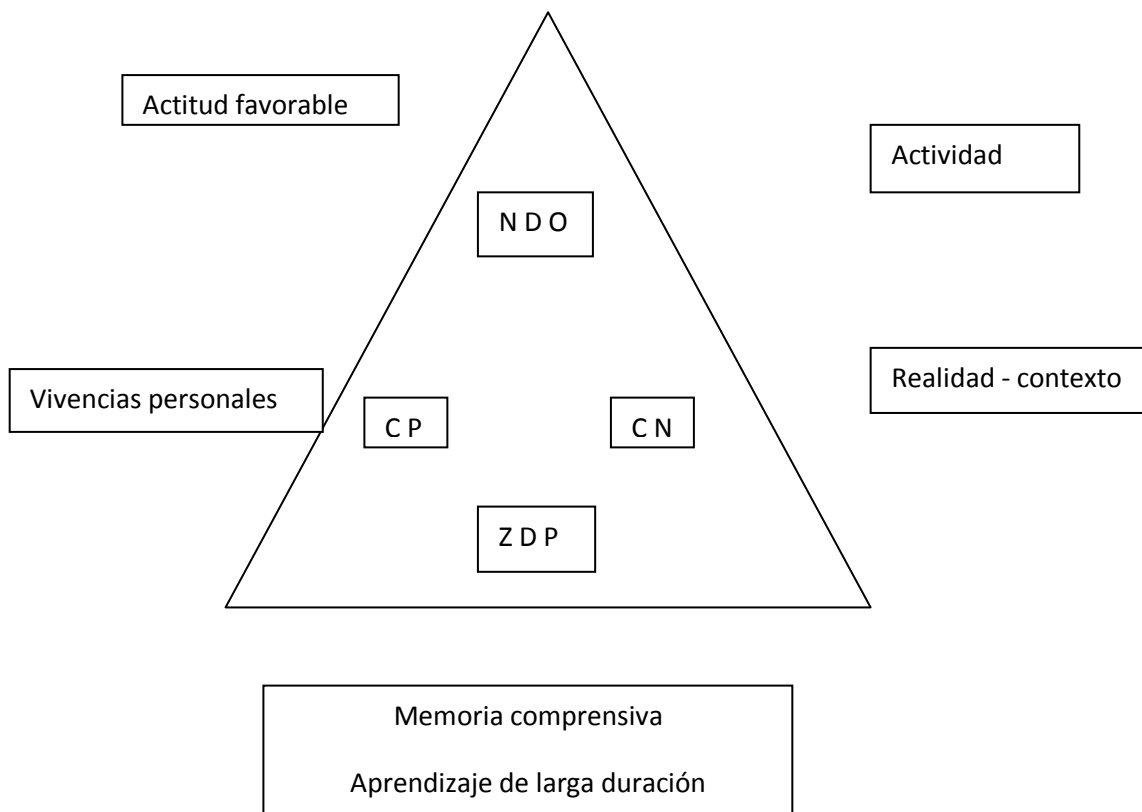 Actitud favorable
Actividad
N D O
Realidad - contexto
Vivencias personales
C P
C N
Z D P
Memoria comprensiva
Aprendizaje de larga duración